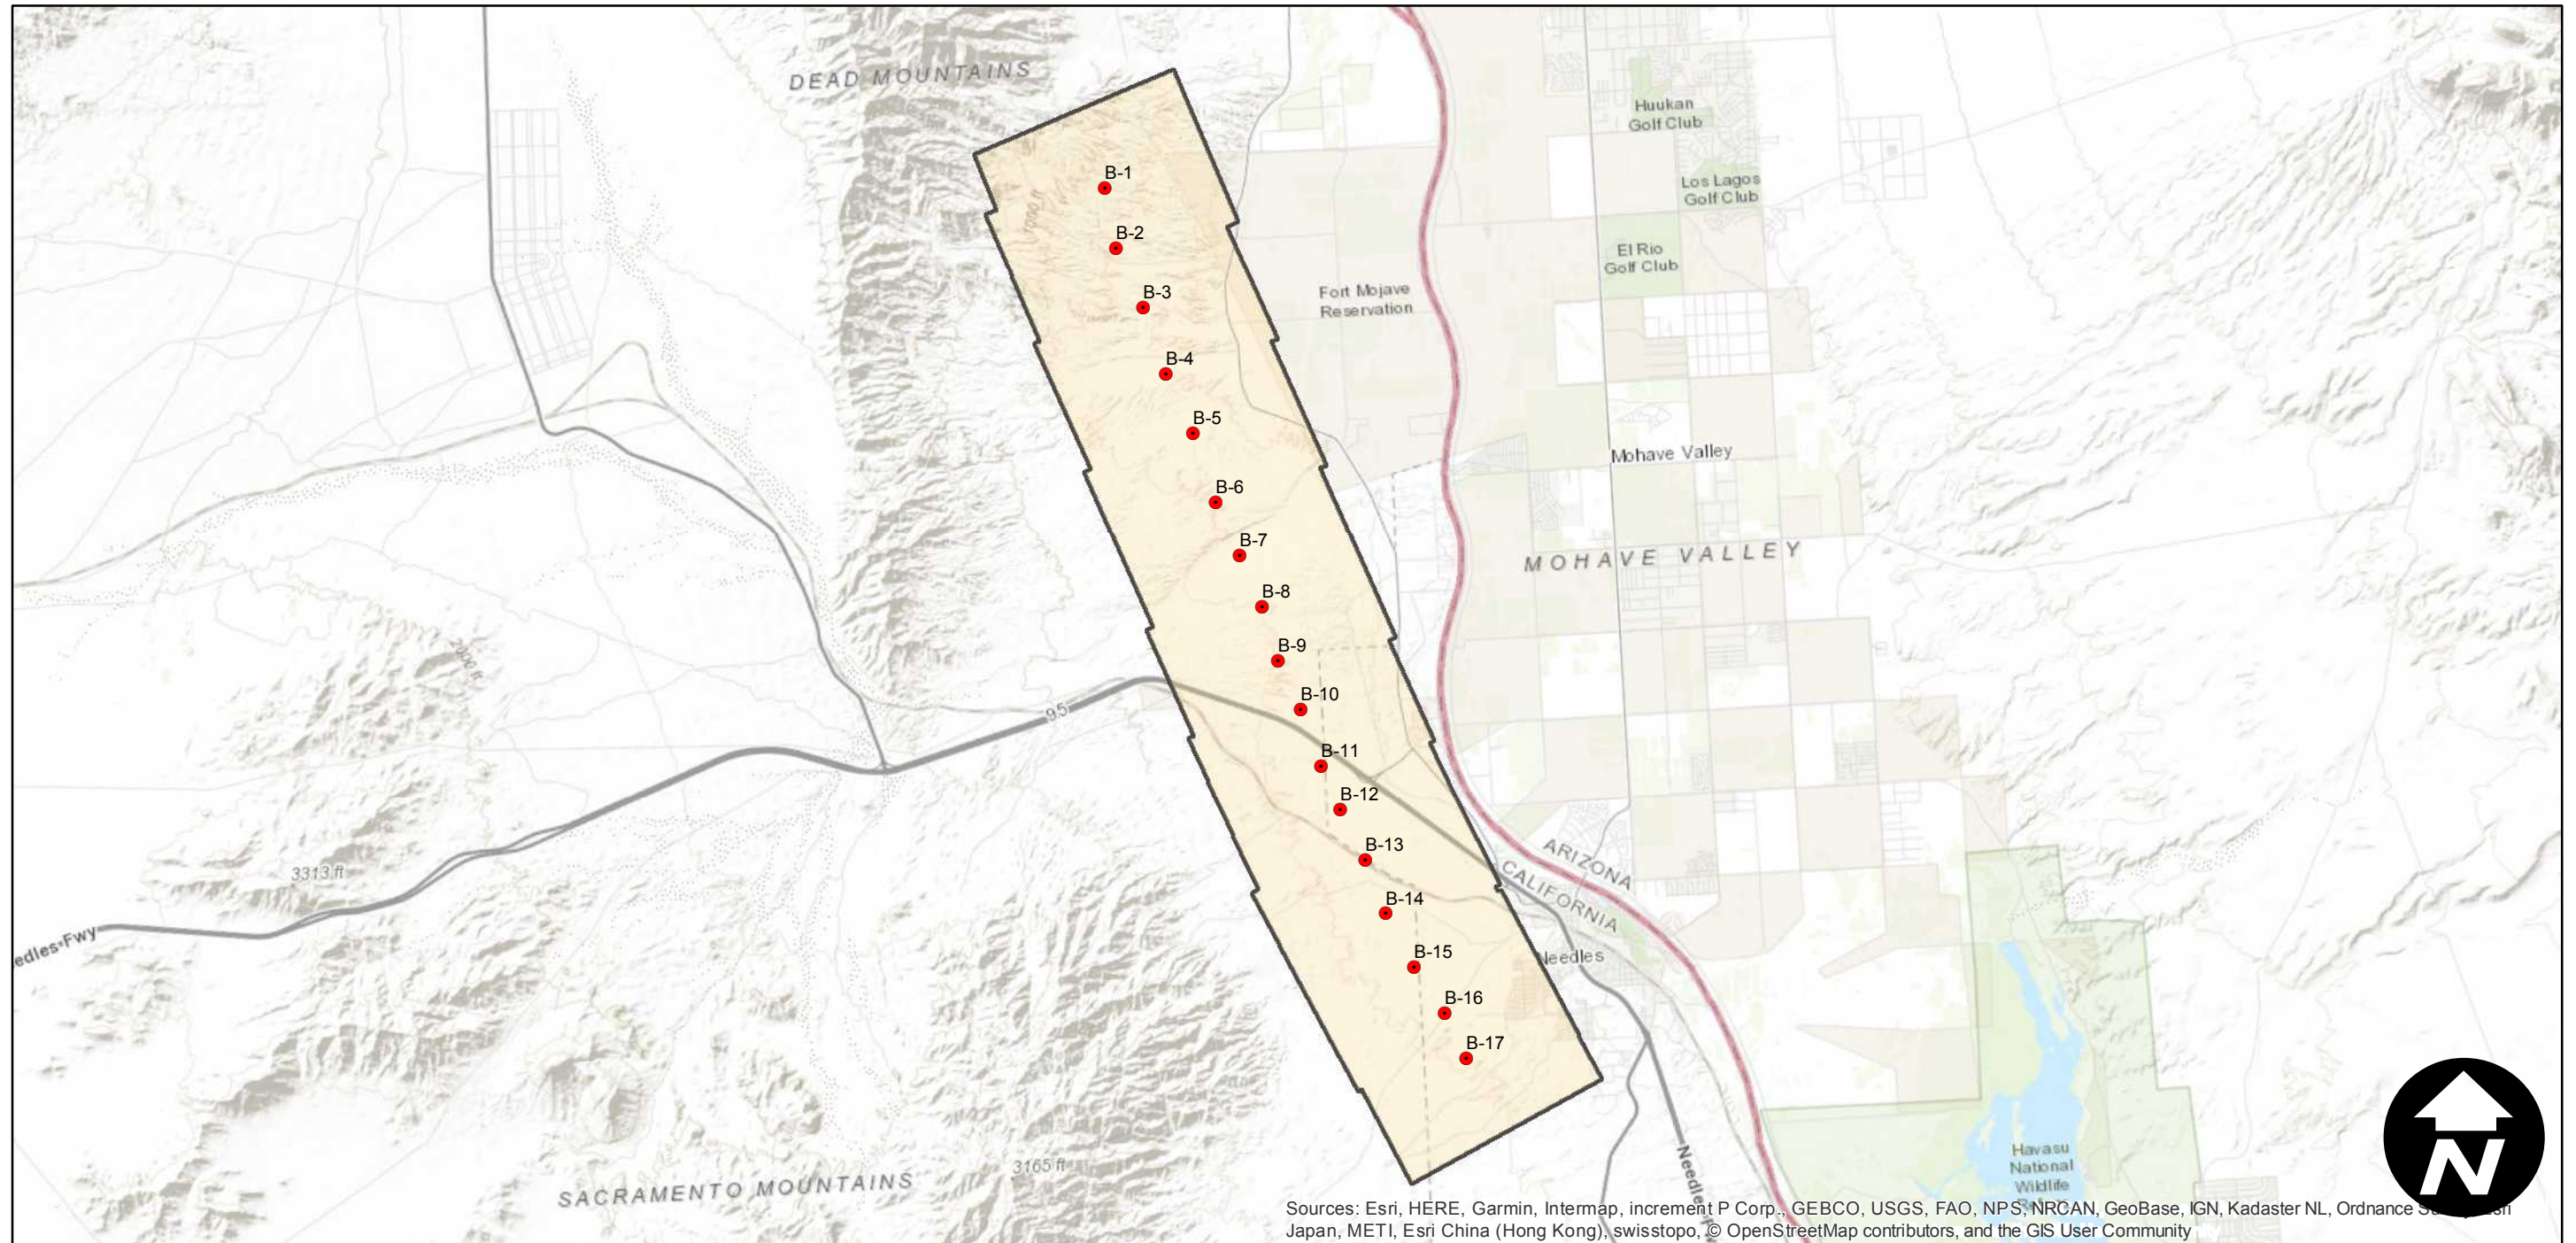 DEAD MOUNTAINS
Huukan
Golf Club
B-1
Los Lagos
Golf Club
B-2
El Rio
Golf Club
B-3
Fort Mojave
Reservation
B-4
B-5
Mohave Valley
B-6
B-7
MOHAVE VALLEY
B-8
2000 ft
B-9
B-10
95
B-11
B-12
B-13
ARIZONA
CALIFORNIA
3313 ft
B-14
edles Fwy
B-15
Needles
B-16
B-17
Havasu
National
Wildlife
3165 ft
SACRAMENTO MOUNTAINS
N
Sources: Esri, HERE, Garmin, Intermap, increment P Corp., GEBCO, USGS, FAO, NPS, NRCAN, GeoBase, IGN, Kadaster NL, Ordnance
Japan, METI, Esri China (Hong Kong), swisstopo, © OpenStreetMap contributors, and the GIS User Community